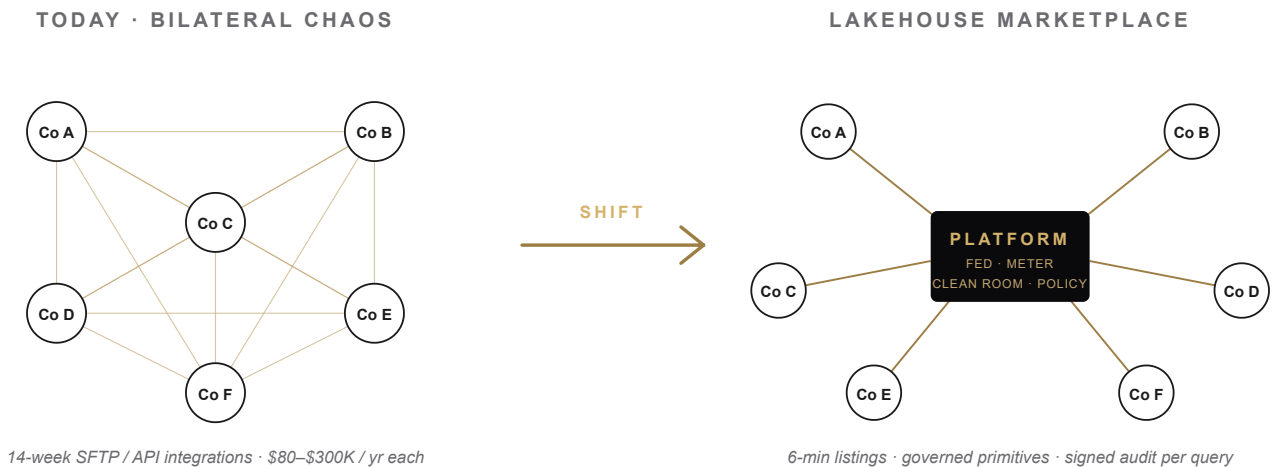 TODAY · BILATERAL CHAOS
Co A
Co B
Co C
Co D
Co E
Co F
14-week SFTP / API integrations · $80–$300K / yr each
SHIFT
LAKEHOUSE MARKETPLACE
Co A
Co B
PLATFORM
FED · METER
CLEAN ROOM · POLICY
Co C
Co D
Co E
Co F
6-min listings · governed primitives · signed audit per query